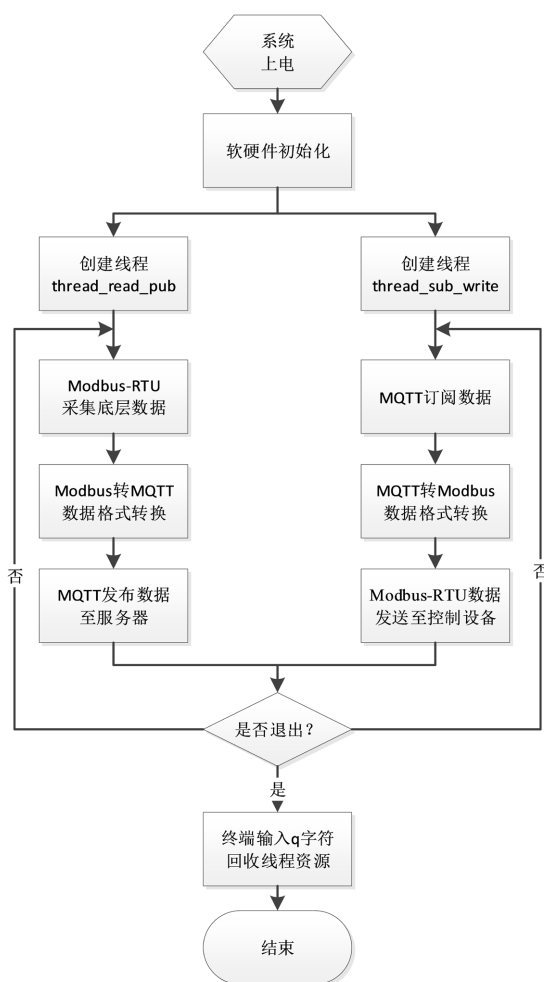 系统
上电
软硬件初始化
创建线程
thread_read_pub
创建线程
thread_sub_write
Modbus-RTU
采集底层数据
MQTT订阅数据
Modbus转MQTT
数据格式转换
MQTT转Modbus
数据格式转换
否
否
MQTT发布数据
至服务器
Modbus-RTU数据
发送至控制设备
是否退出？
是
终端输入q字符
回收线程资源
结束